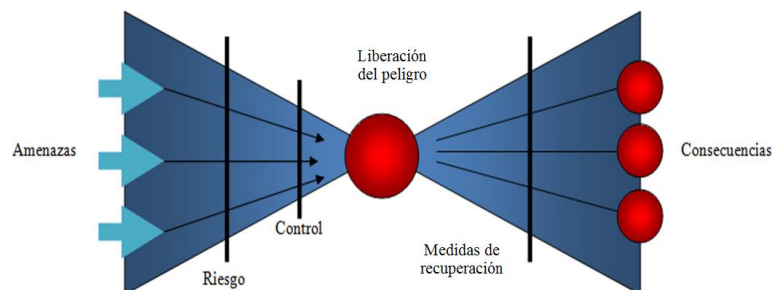 Liberación
del peligro
Amenazas
Consecuencias
Control
Riesgo
Medidas de
recuperación